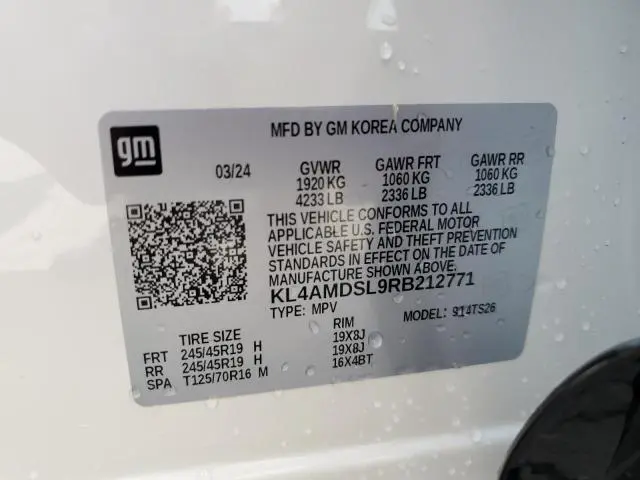 MFD BY GM KOREA COMPANY
gm
03/24 GVWR GAWR FRT GAWR RR
1920 KG 1060 KG 1060 KG
4233 LB 2336 LB 2336 LB
THIS VEHICLE CONFORMS TO ALL
APPLICABLE U.S. FEDERAL MOTOR
VEHICLE SAFETY AND THEFT PREVENTION
STANDARDS IN EFFECT ON THE DATE OF
MANUFACTURE SHOWN ABOVE.
KL4AMDSL9RB212771
TYPE: MPV MODEL: 914TS26
TIRE SIZE RIM
FRT 245/45R19 H 19X8J
RR 245/45R19 H 19X8J
SPA T125/70R16 M 16X4BT